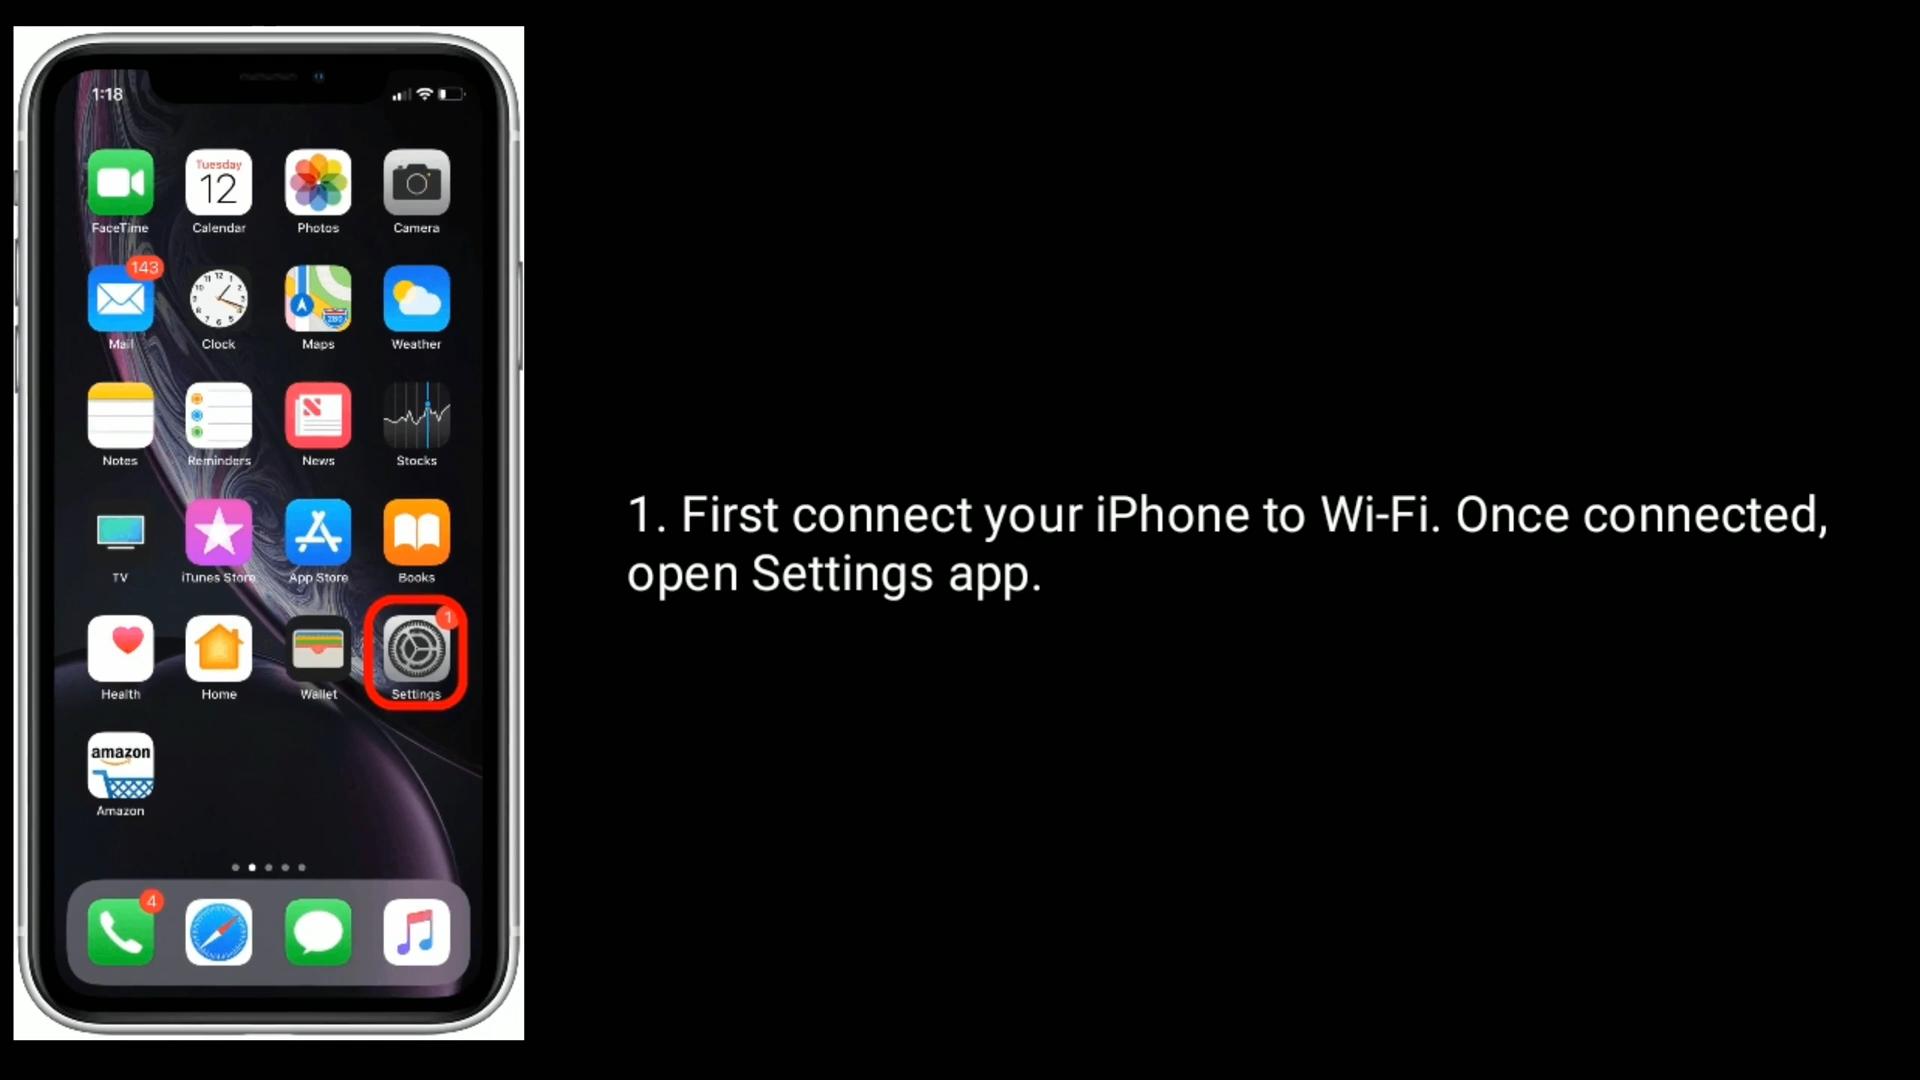 1:18
Tuesday
12
FaceTime
Calendar
Photos
Camera
143
Mail
Clock
Maps
Weather
Notes
Reminders
News
Stocks
TV
iTunes Store
App Store
Books
1
Health
Home
Wallet
Settings
amazon
Amazon
4
1. First connect your iPhone to Wi-Fi. Once connected,
open Settings app.